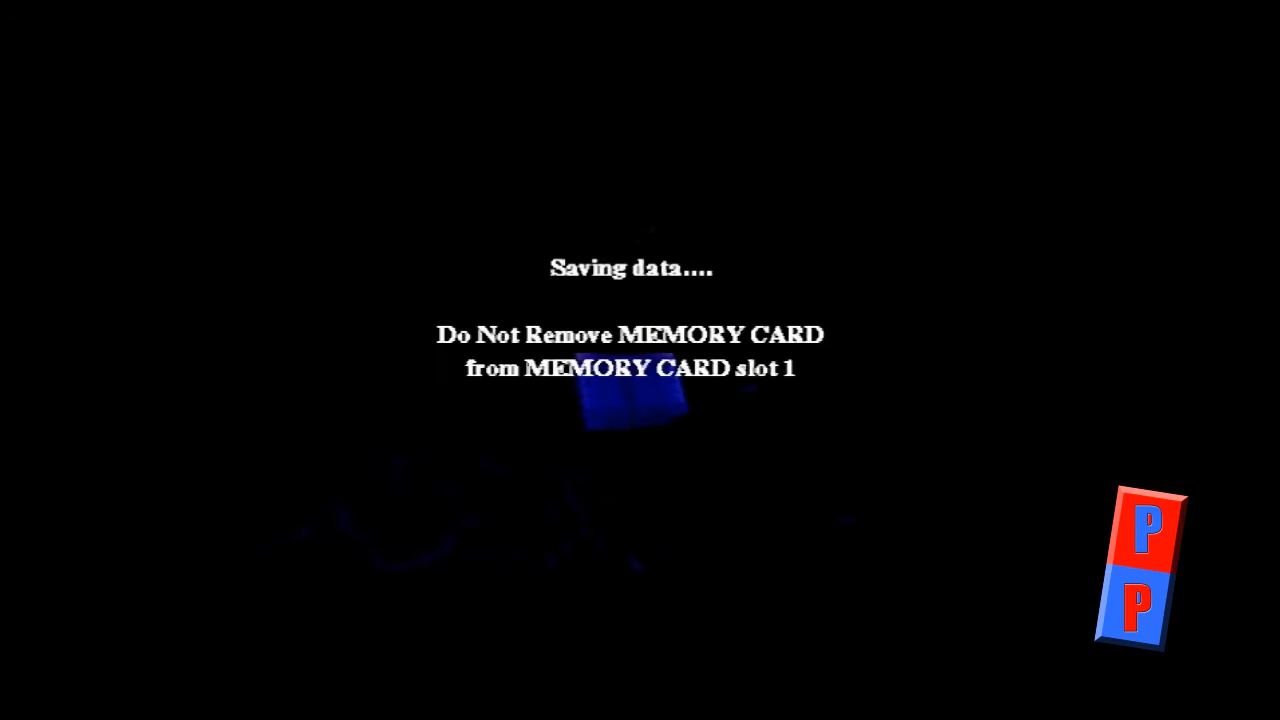 Saving data....
Do Not Remove MEMORY CARD
from MEMORY CARD slot 1
P
P